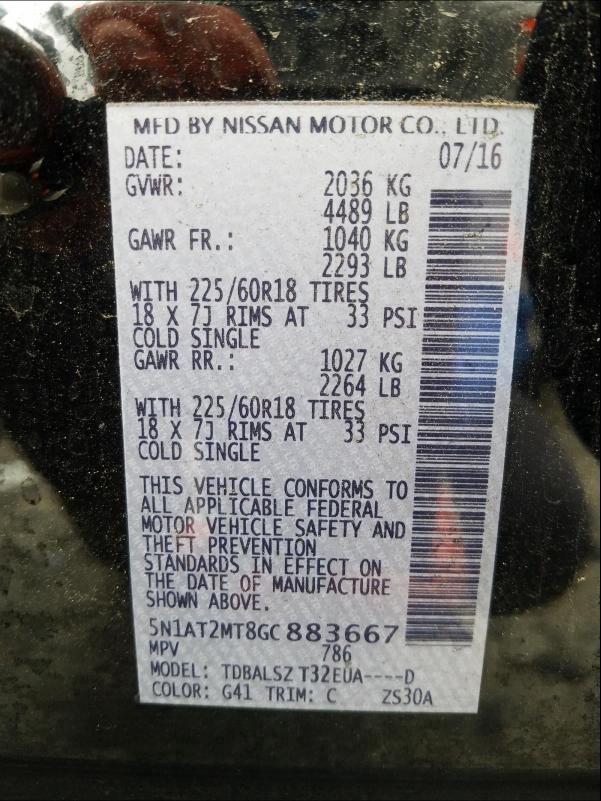 MFD BY NISSAN MOTOR CO., LTD.
DATE: 07/16
GVWR: 2036 KG
4489 LB
GAWR FR.: 1040 KG
2293 LB
WITH 225/60R18 TIRES
18 X 7J RIMS AT 33 PSI
COLD SINGLE
GAWR RR.: 1027 KG
2264 LB
WITH 225/60R18 TIRES
18 X 7J RIMS AT 33 PSI
COLD SINGLE
THIS VEHICLE CONFORMS TO
ALL APPLICABLE FEDERAL
MOTOR VEHICLE SAFETY AND
THEFT PREVENTION
STANDARDS IN EFFECT ON
THE DATE OF MANUFACTURE
SHOWN ABOVE.
5N1AT2MT8GC883667
MPV 786
MODEL: TDBALSZ T32EUA----D
COLOR: G41 TRIM: C ZS30A